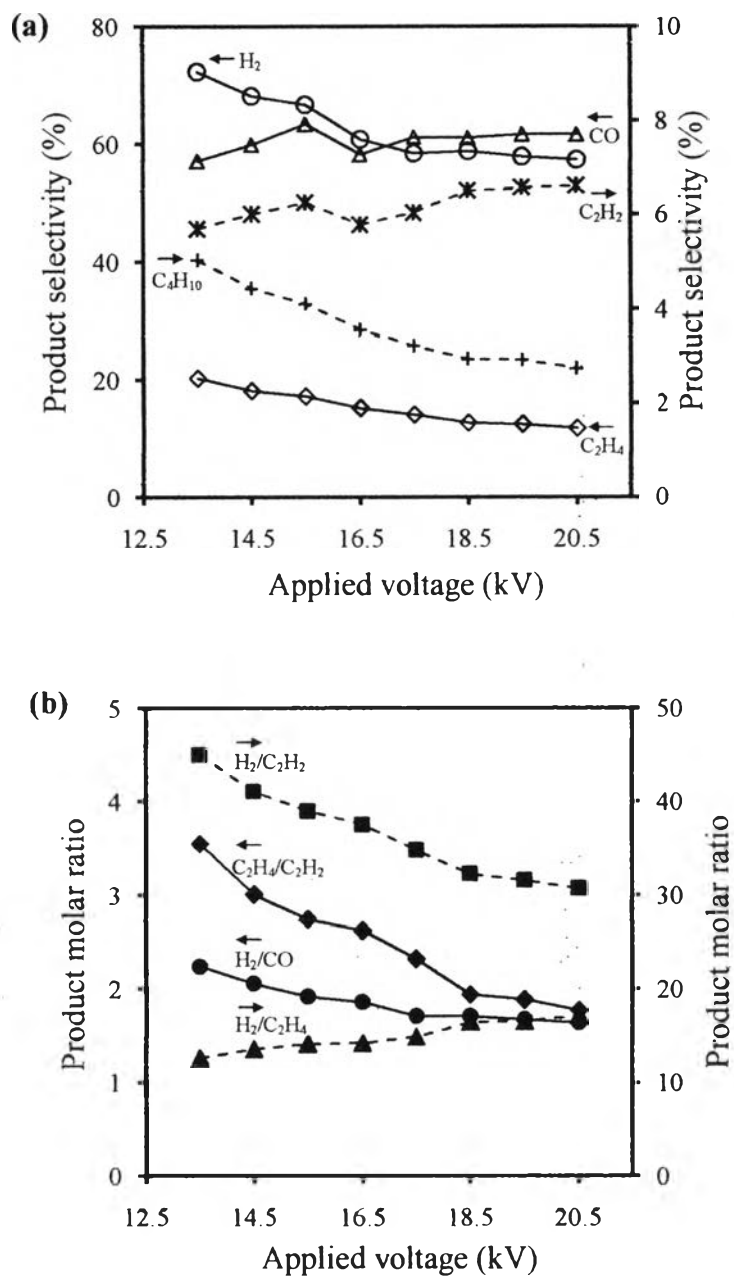 (a)
80
60
40
20
0
10
8
6
4
2
0
H₂
CO
C₂H₂
C₄H₁₀
C₂H₄
Product selectivity (%)
Product selectivity (%)
12.5 14.5 16.5 18.5 20.5
Applied voltage (kV)
(b)
5
4
3
2
1
0
50
40
30
20
10
0
H₂/C₂H₂
C₂H₄/C₂H₂
H₂/CO
H₂/C₂H₄
Product molar ratio
Product molar ratio
12.5 14.5 16.5 18.5 20.5
Applied voltage (kV)